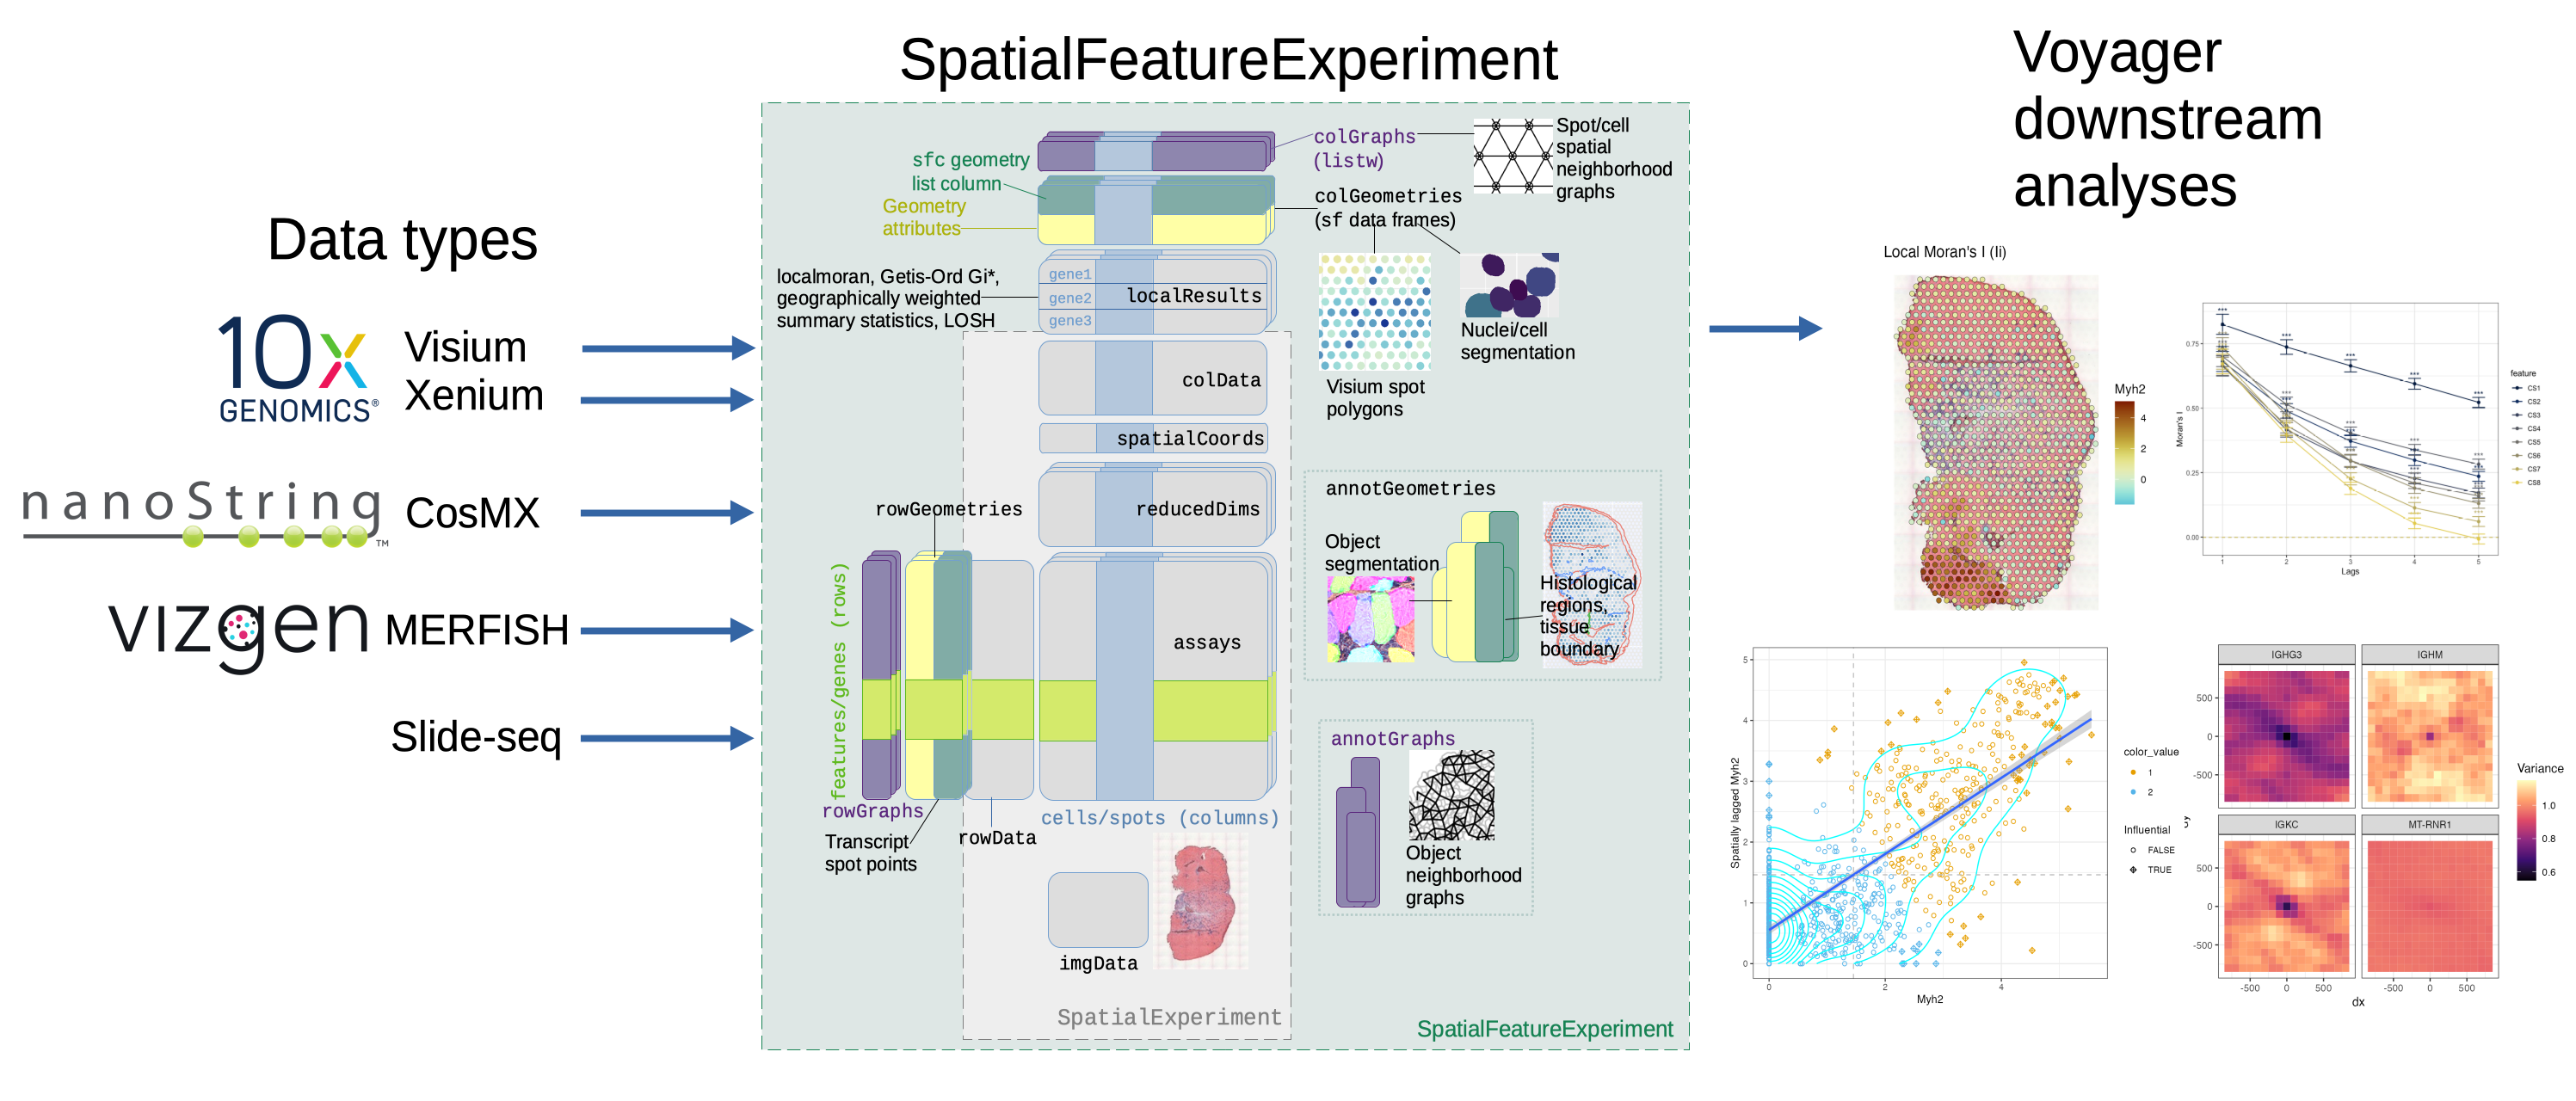 SpatialFeatureExperiment
Voyager
downstream
analyses
Data types
10x
GENOMICS®
Visium
Xenium
nanoString
TM
CosMX
vizgen
MERFISH
Slide-seq
sfc geometry
list column
Geometry
attributes
colGraphs
(listw)
Spot/cell
spatial
neighborhood
graphs
colGeometries
(sf data frames)
localmoran, Getis-Ord Gi*,
geographically weighted
summary statistics, LOSH
gene1
gene2
gene3
localResults
Visium spot
polygons
Nuclei/cell
segmentation
colData
spatialCoords
reducedDims
rowGeometries
assays
features/genes (rows)
rowGraphs
Transcript
spot points
rowData
cells/spots (columns)
imgData
SpatialExperiment
annotGeometries
Object
segmentation
Histological
regions,
tissue
boundary
annotGraphs
Object
neighborhood
graphs
SpatialFeatureExperiment
Local Moran's I (Ii)
Myh2
4
2
0
Moran's I
0.75
0.50
0.25
0.00
1 2 3 4 5
Lags
feature
CS1
CS2
CS3
CS4
CS5
CS6
CS7
CS8
Spatially lagged Myh2
5
4
3
2
1
0
0 2 4
Myh2
color_value
1
2
Influential
FALSE
TRUE
IGHG3
IGHM
IGKC
MT-RNR1
500
0
-500
500
0
-500
-500 0 500
-500 0 500
dx
Variance
1.0
0.8
0.6